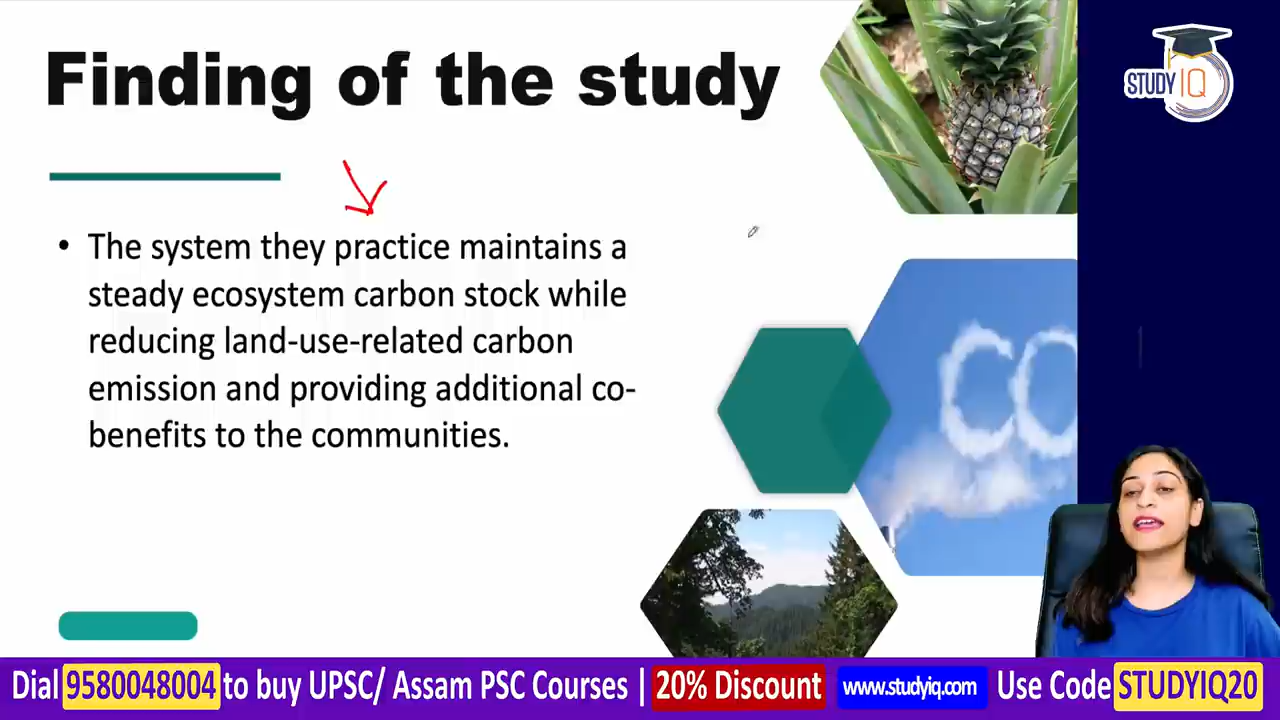 Finding of the study
STUDY IQ
• The system they practice maintains a
steady ecosystem carbon stock while
reducing land-use-related carbon
emission and providing additional co-
benefits to the communities.
CO
Dial 9580048004 to buy UPSC/ Assam PSC Courses | 20% Discount www.studyiq.com Use Code STUDYIQ20